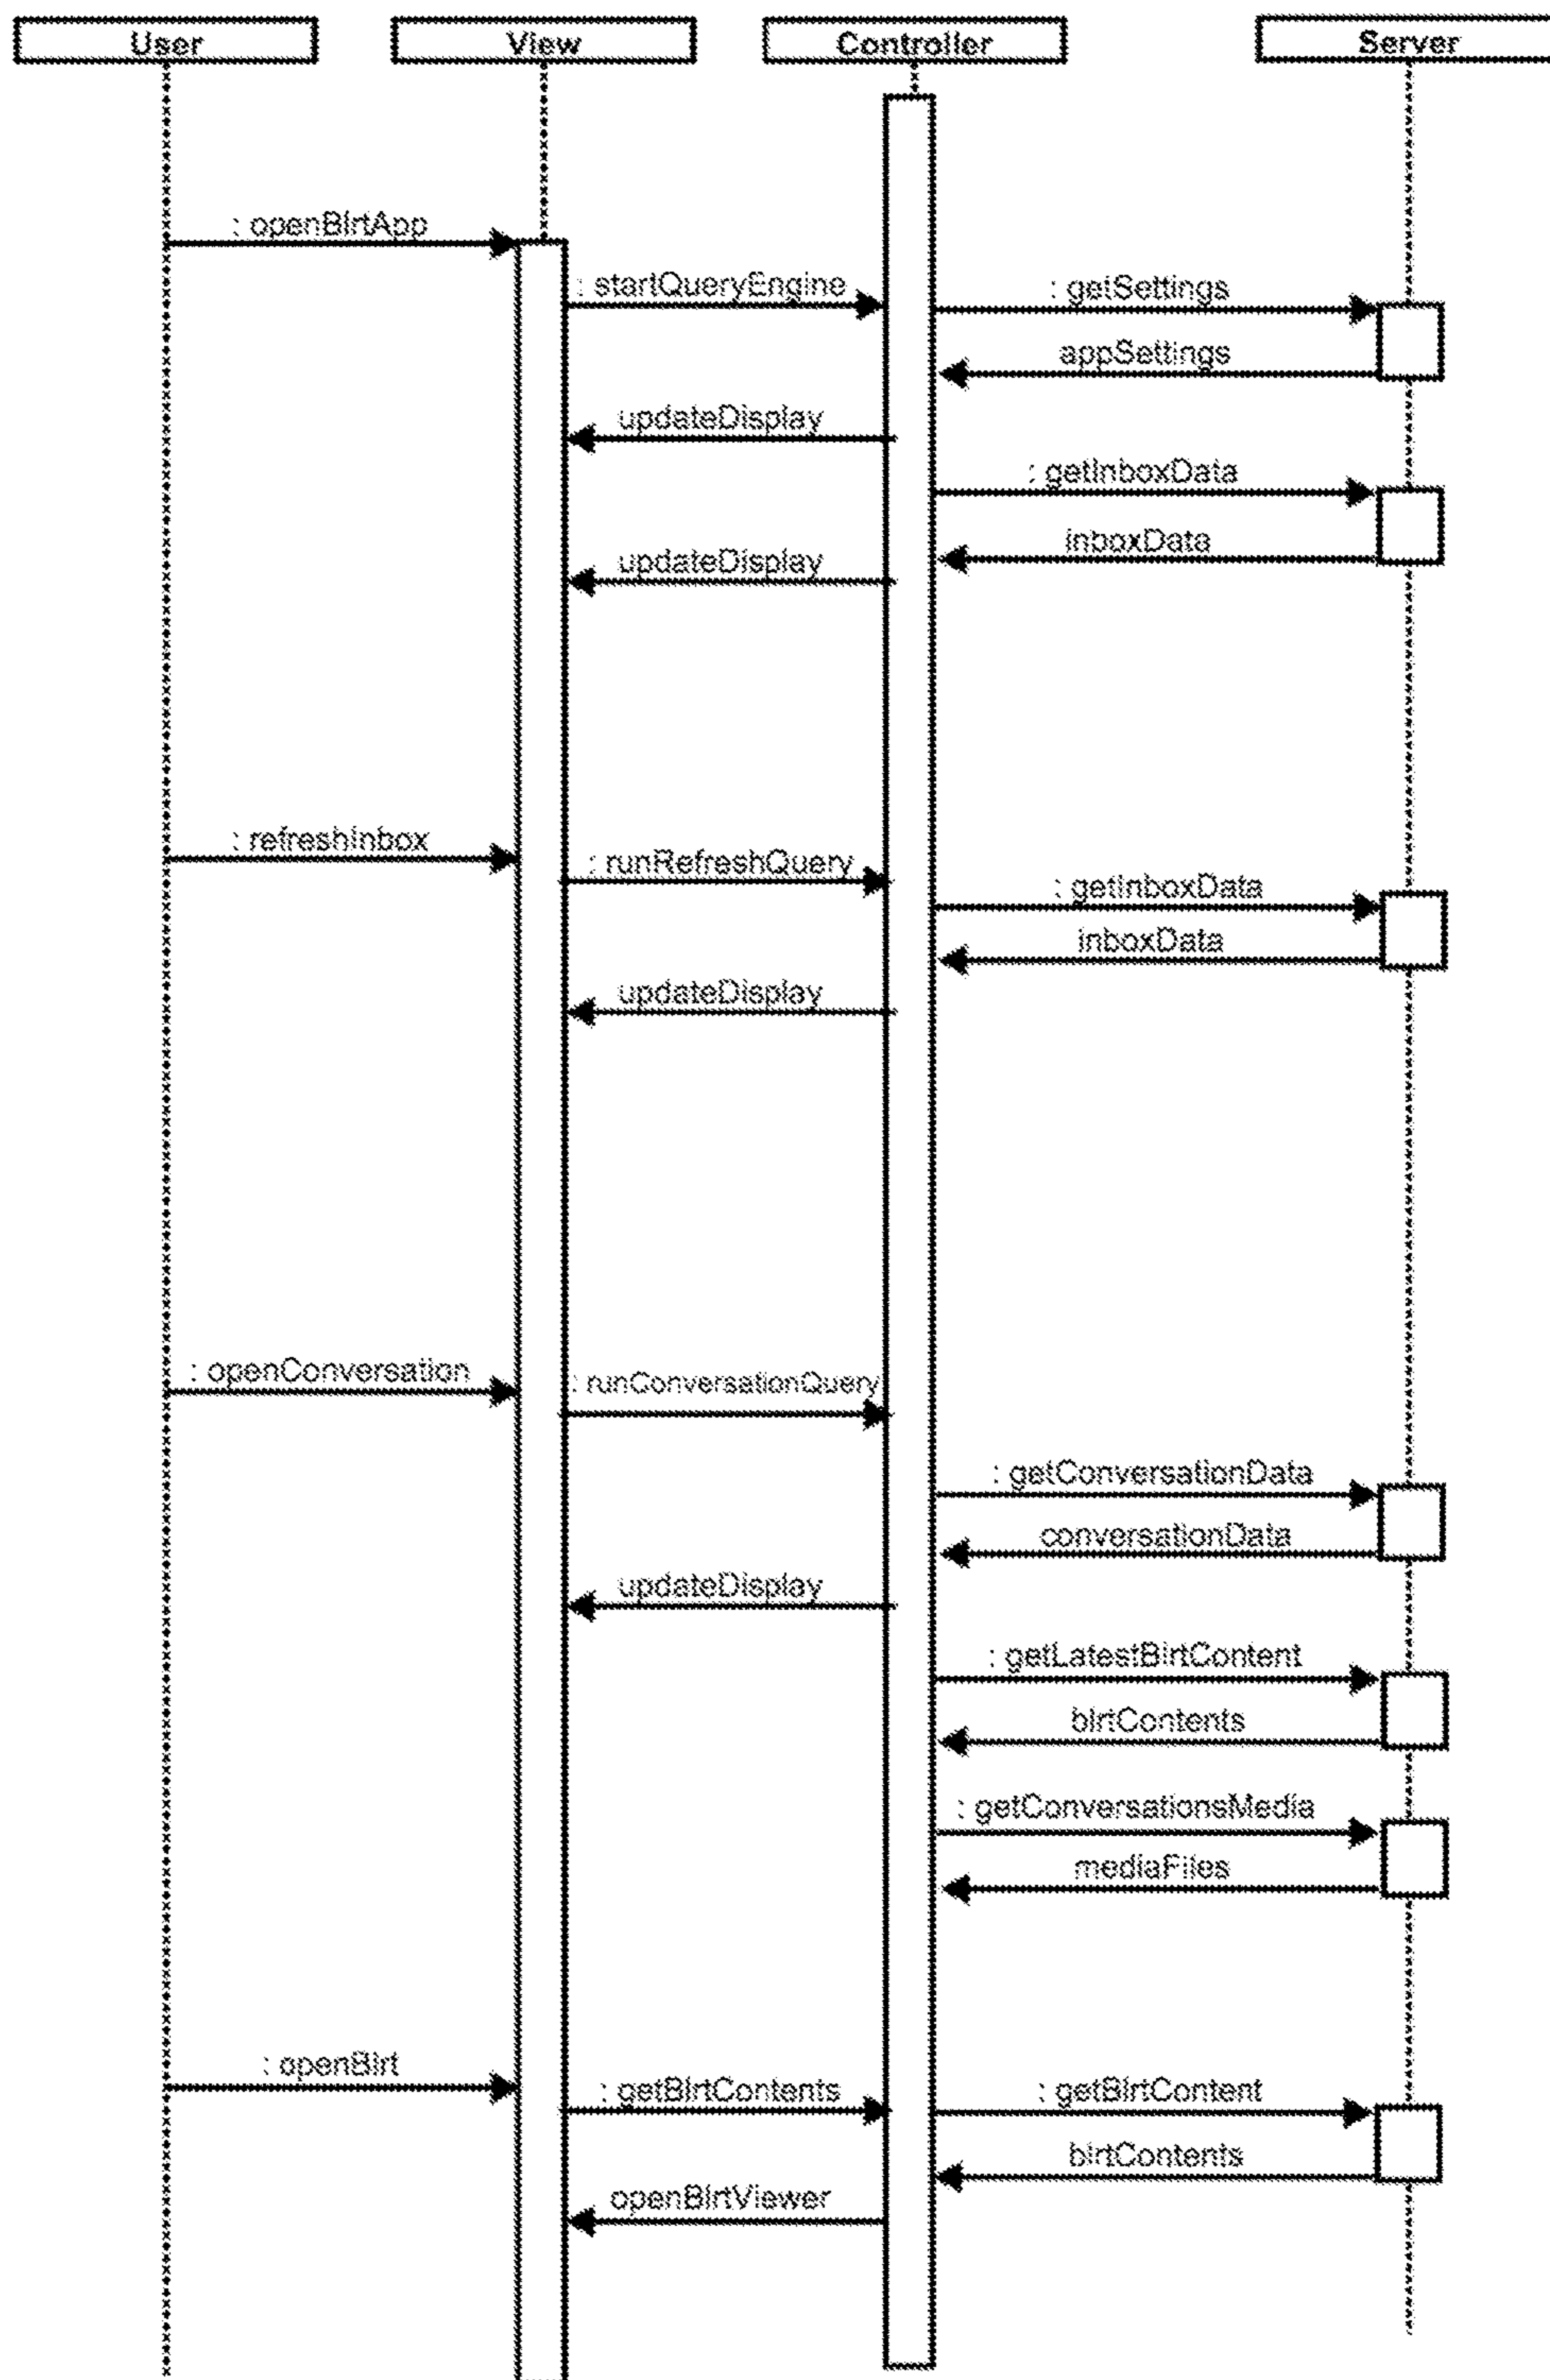 User View Controller Server
: openBlrtApp
: startQueryEngine : getSettings
appSettings
updateDisplay
: getInboxData
inboxData
updateDisplay
: refreshInbox
: runRefreshQuery
: getInboxData
inboxData
updateDisplay
: openConversation
: runConversationQuery
: getConversationData
conversationData
updateDisplay
: getLatestBlrtContent
blrtContents
: getConversationsMedia
mediaFiles
: openBlrt
: getBlrtContents : getBlrtContent
blrtContents
openBlrtViewer